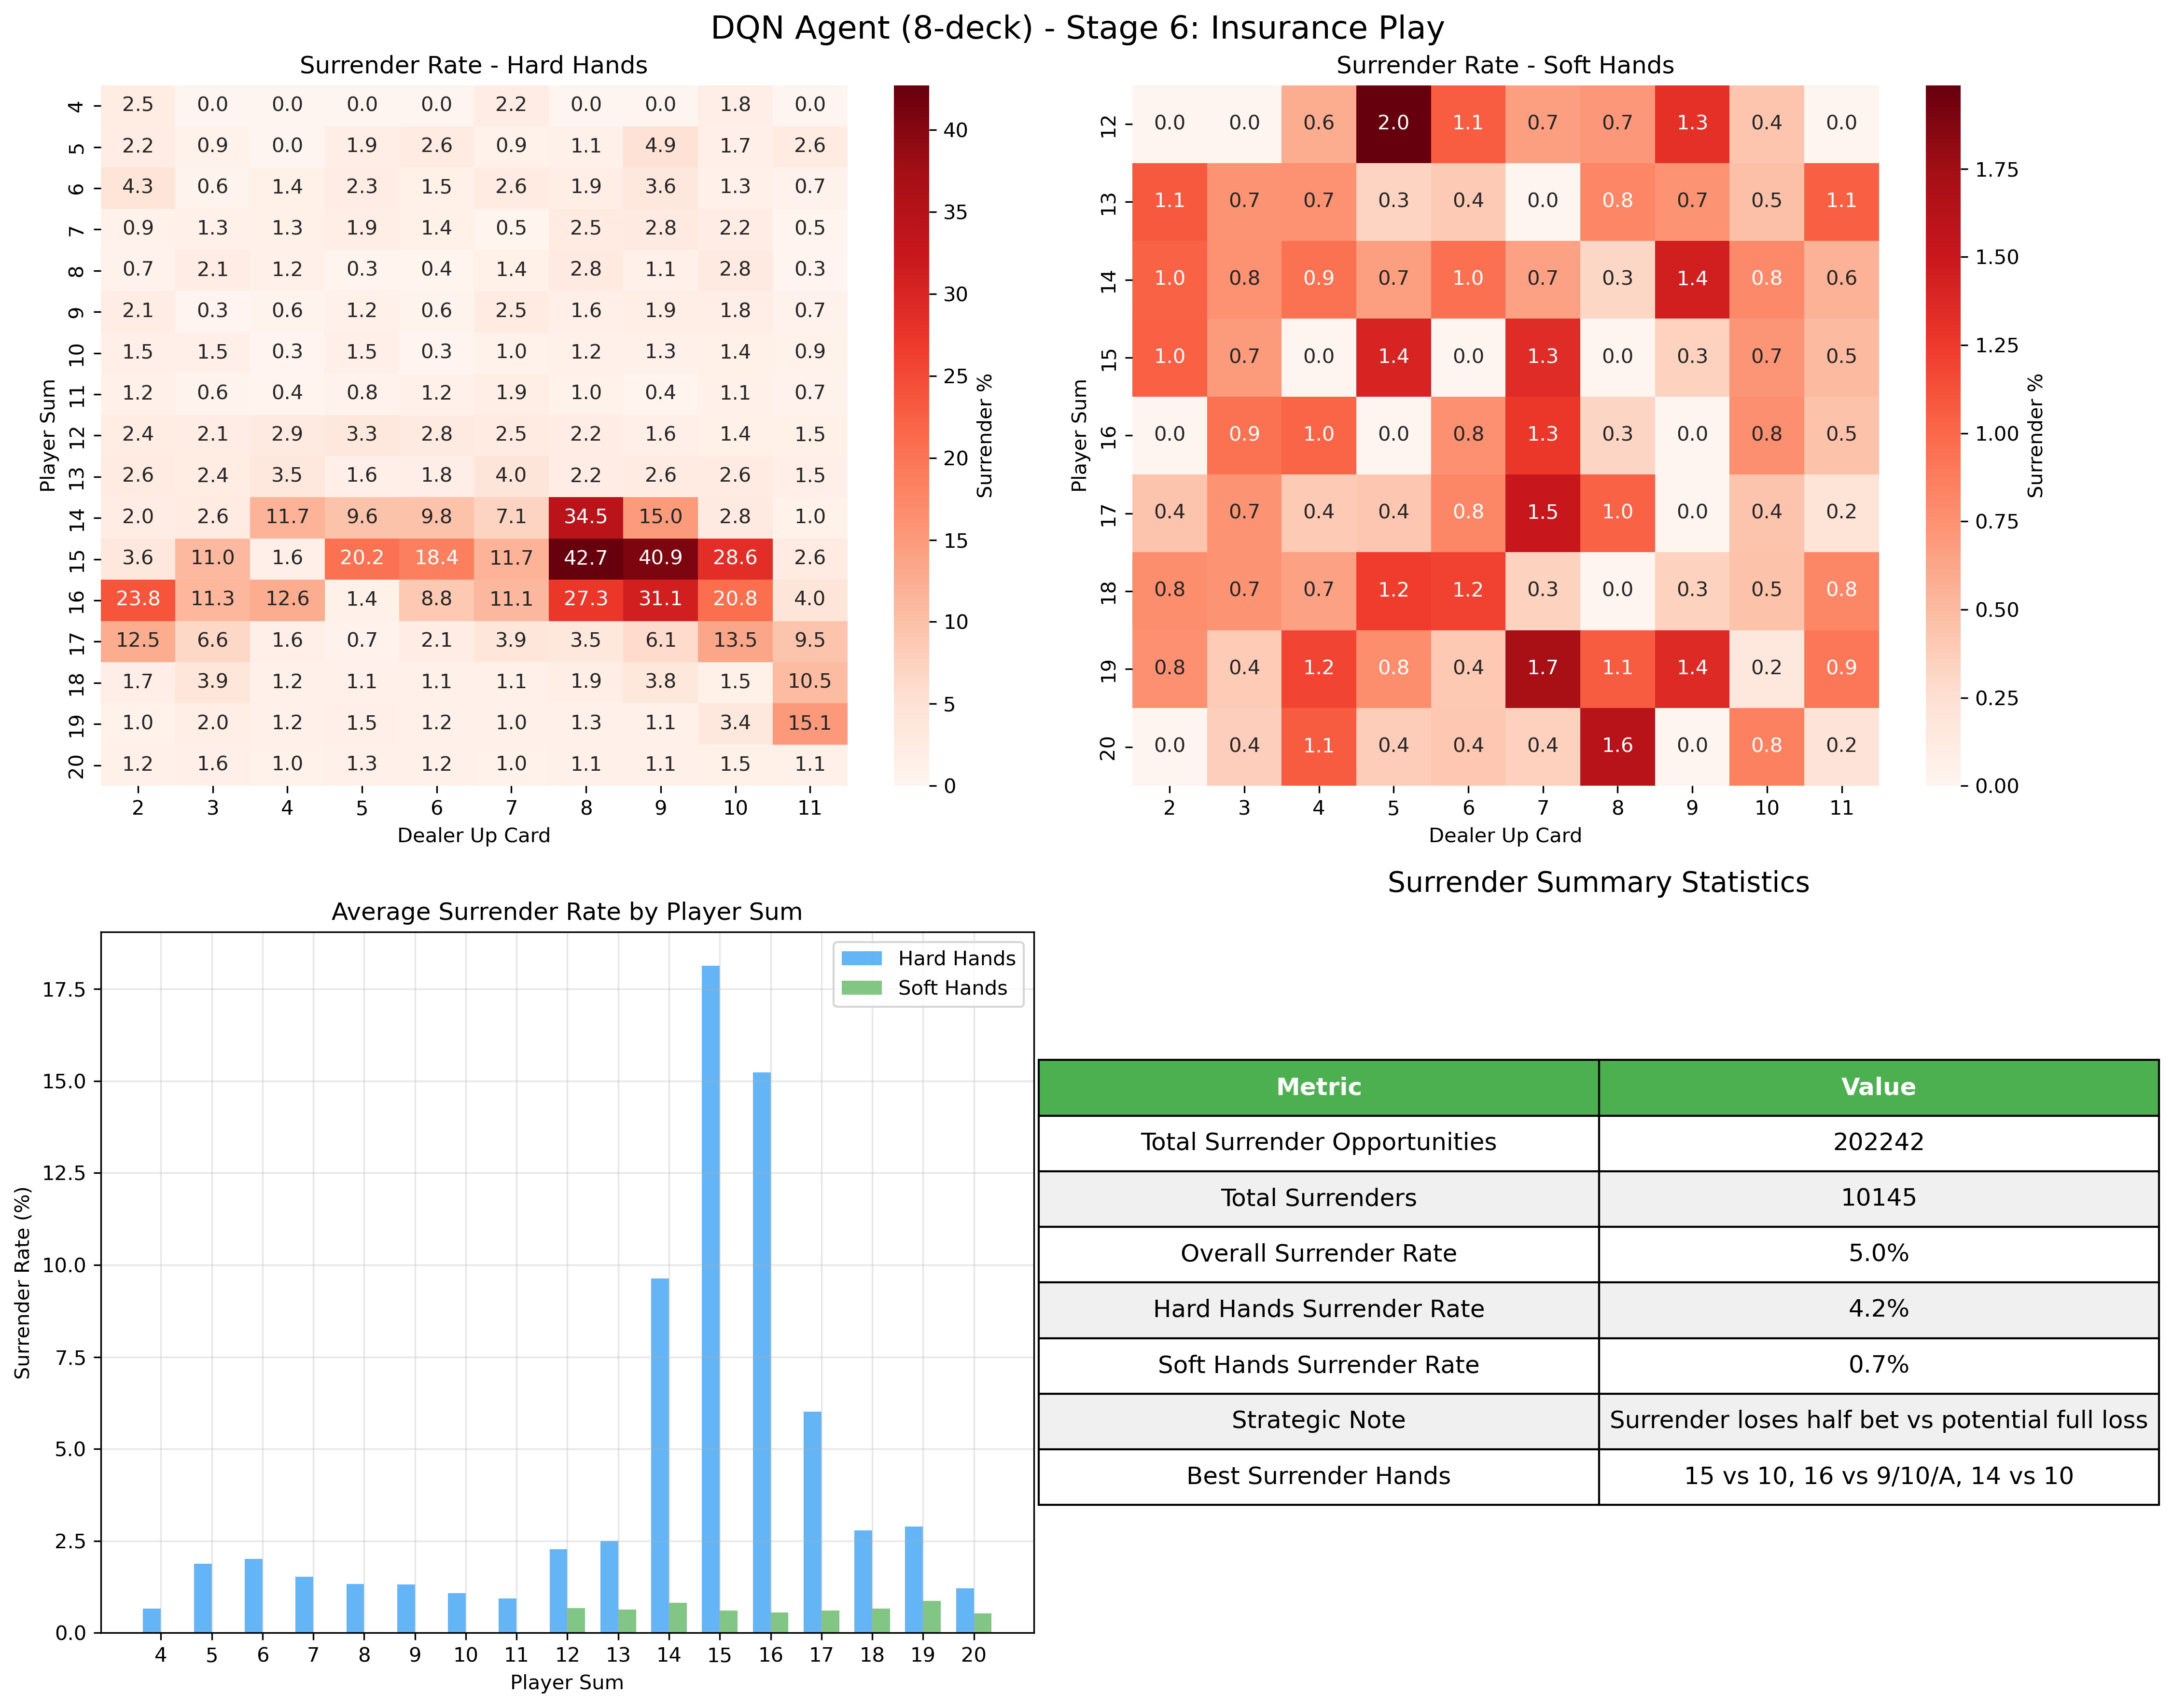 DQN Agent (8-deck) - Stage 6: Insurance Play
Surrender Rate - Hard Hands
Player Sum
4 2.5 0.0 0.0 0.0 0.0 2.2 0.0 0.0 1.8 0.0
5 2.2 0.9 0.0 1.9 2.6 0.9 1.1 4.9 1.7 2.6
6 4.3 0.6 1.4 2.3 1.5 2.6 1.9 3.6 1.3 0.7
7 0.9 1.3 1.3 1.9 1.4 0.5 2.5 2.8 2.2 0.5
8 0.7 2.1 1.2 0.3 0.4 1.4 2.8 1.1 2.8 0.3
9 2.1 0.3 0.6 1.2 0.6 2.5 1.6 1.9 1.8 0.7
10 1.5 1.5 0.3 1.5 0.3 1.0 1.2 1.3 1.4 0.9
11 1.2 0.6 0.4 0.8 1.2 1.9 1.0 0.4 1.1 0.7
12 2.4 2.1 2.9 3.3 2.8 2.5 2.2 1.6 1.4 1.5
13 2.6 2.4 3.5 1.6 1.8 4.0 2.2 2.6 2.6 1.5
14 2.0 2.6 11.7 9.6 9.8 7.1 34.5 15.0 2.8 1.0
15 3.6 11.0 1.6 20.2 18.4 11.7 42.7 40.9 28.6 2.6
16 23.8 11.3 12.6 1.4 8.8 11.1 27.3 31.1 20.8 4.0
17 12.5 6.6 1.6 0.7 2.1 3.9 3.5 6.1 13.5 9.5
18 1.7 3.9 1.2 1.1 1.1 1.1 1.9 3.8 1.5 10.5
19 1.0 2.0 1.2 1.5 1.2 1.0 1.3 1.1 3.4 15.1
20 1.2 1.6 1.0 1.3 1.2 1.0 1.1 1.1 1.5 1.1
2 3 4 5 6 7 8 9 10 11
Dealer Up Card
40
35
30
25
20
15
10
5
0
Surrender %
Surrender Rate - Soft Hands
Player Sum
12 0.0 0.0 0.6 2.0 1.1 0.7 0.7 1.3 0.4 0.0
13 1.1 0.7 0.7 0.3 0.4 0.0 0.8 0.7 0.5 1.1
14 1.0 0.8 0.9 0.7 1.0 0.7 0.3 1.4 0.8 0.6
15 1.0 0.7 0.0 1.4 0.0 1.3 0.0 0.3 0.7 0.5
16 0.0 0.9 1.0 0.0 0.8 1.3 0.3 0.0 0.8 0.5
17 0.4 0.7 0.4 0.4 0.8 1.5 1.0 0.0 0.4 0.2
18 0.8 0.7 0.7 1.2 1.2 0.3 0.0 0.3 0.5 0.8
19 0.8 0.4 1.2 0.8 0.4 1.7 1.1 1.4 0.2 0.9
20 0.0 0.4 1.1 0.4 0.4 0.4 1.6 0.0 0.8 0.2
2 3 4 5 6 7 8 9 10 11
Dealer Up Card
1.75
1.50
1.25
1.00
0.75
0.50
0.25
0.00
Surrender %
Average Surrender Rate by Player Sum
Hard Hands
Soft Hands
Surrender Rate (%)
17.5
15.0
12.5
10.0
7.5
5.0
2.5
0.0
4 5 6 7 8 9 10 11 12 13 14 15 16 17 18 19 20
Player Sum
Surrender Summary Statistics
Metric Value
Total Surrender Opportunities 202242
Total Surrenders 10145
Overall Surrender Rate 5.0%
Hard Hands Surrender Rate 4.2%
Soft Hands Surrender Rate 0.7%
Strategic Note Surrender loses half bet vs potential full loss
Best Surrender Hands 15 vs 10, 16 vs 9/10/A, 14 vs 10